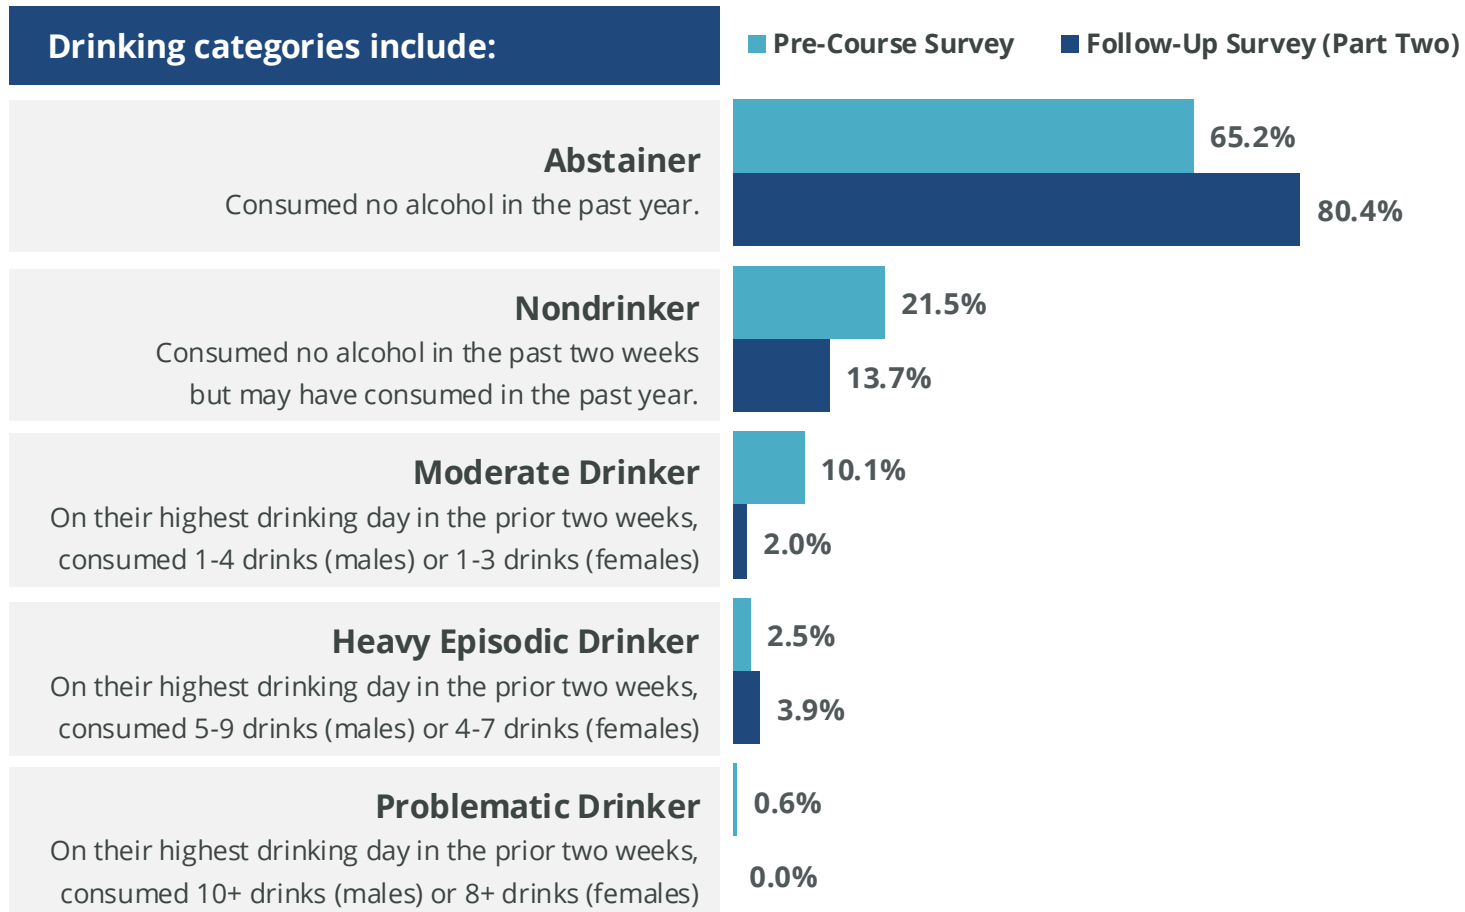 Drinking categories include:
Pre-Course Survey
Follow-Up Survey (Part Two)
Abstainer
Consumed no alcohol in the past year.
65.2%
80.4%
Nondrinker
Consumed no alcohol in the past two weeks
but may have consumed in the past year.
21.5%
13.7%
Moderate Drinker
On their highest drinking day in the prior two weeks,
consumed 1-4 drinks (males) or 1-3 drinks (females)
10.1%
2.0%
Heavy Episodic Drinker
On their highest drinking day in the prior two weeks,
consumed 5-9 drinks (males) or 4-7 drinks (females)
2.5%
3.9%
Problematic Drinker
On their highest drinking day in the prior two weeks,
consumed 10+ drinks (males) or 8+ drinks (females)
0.6%
0.0%